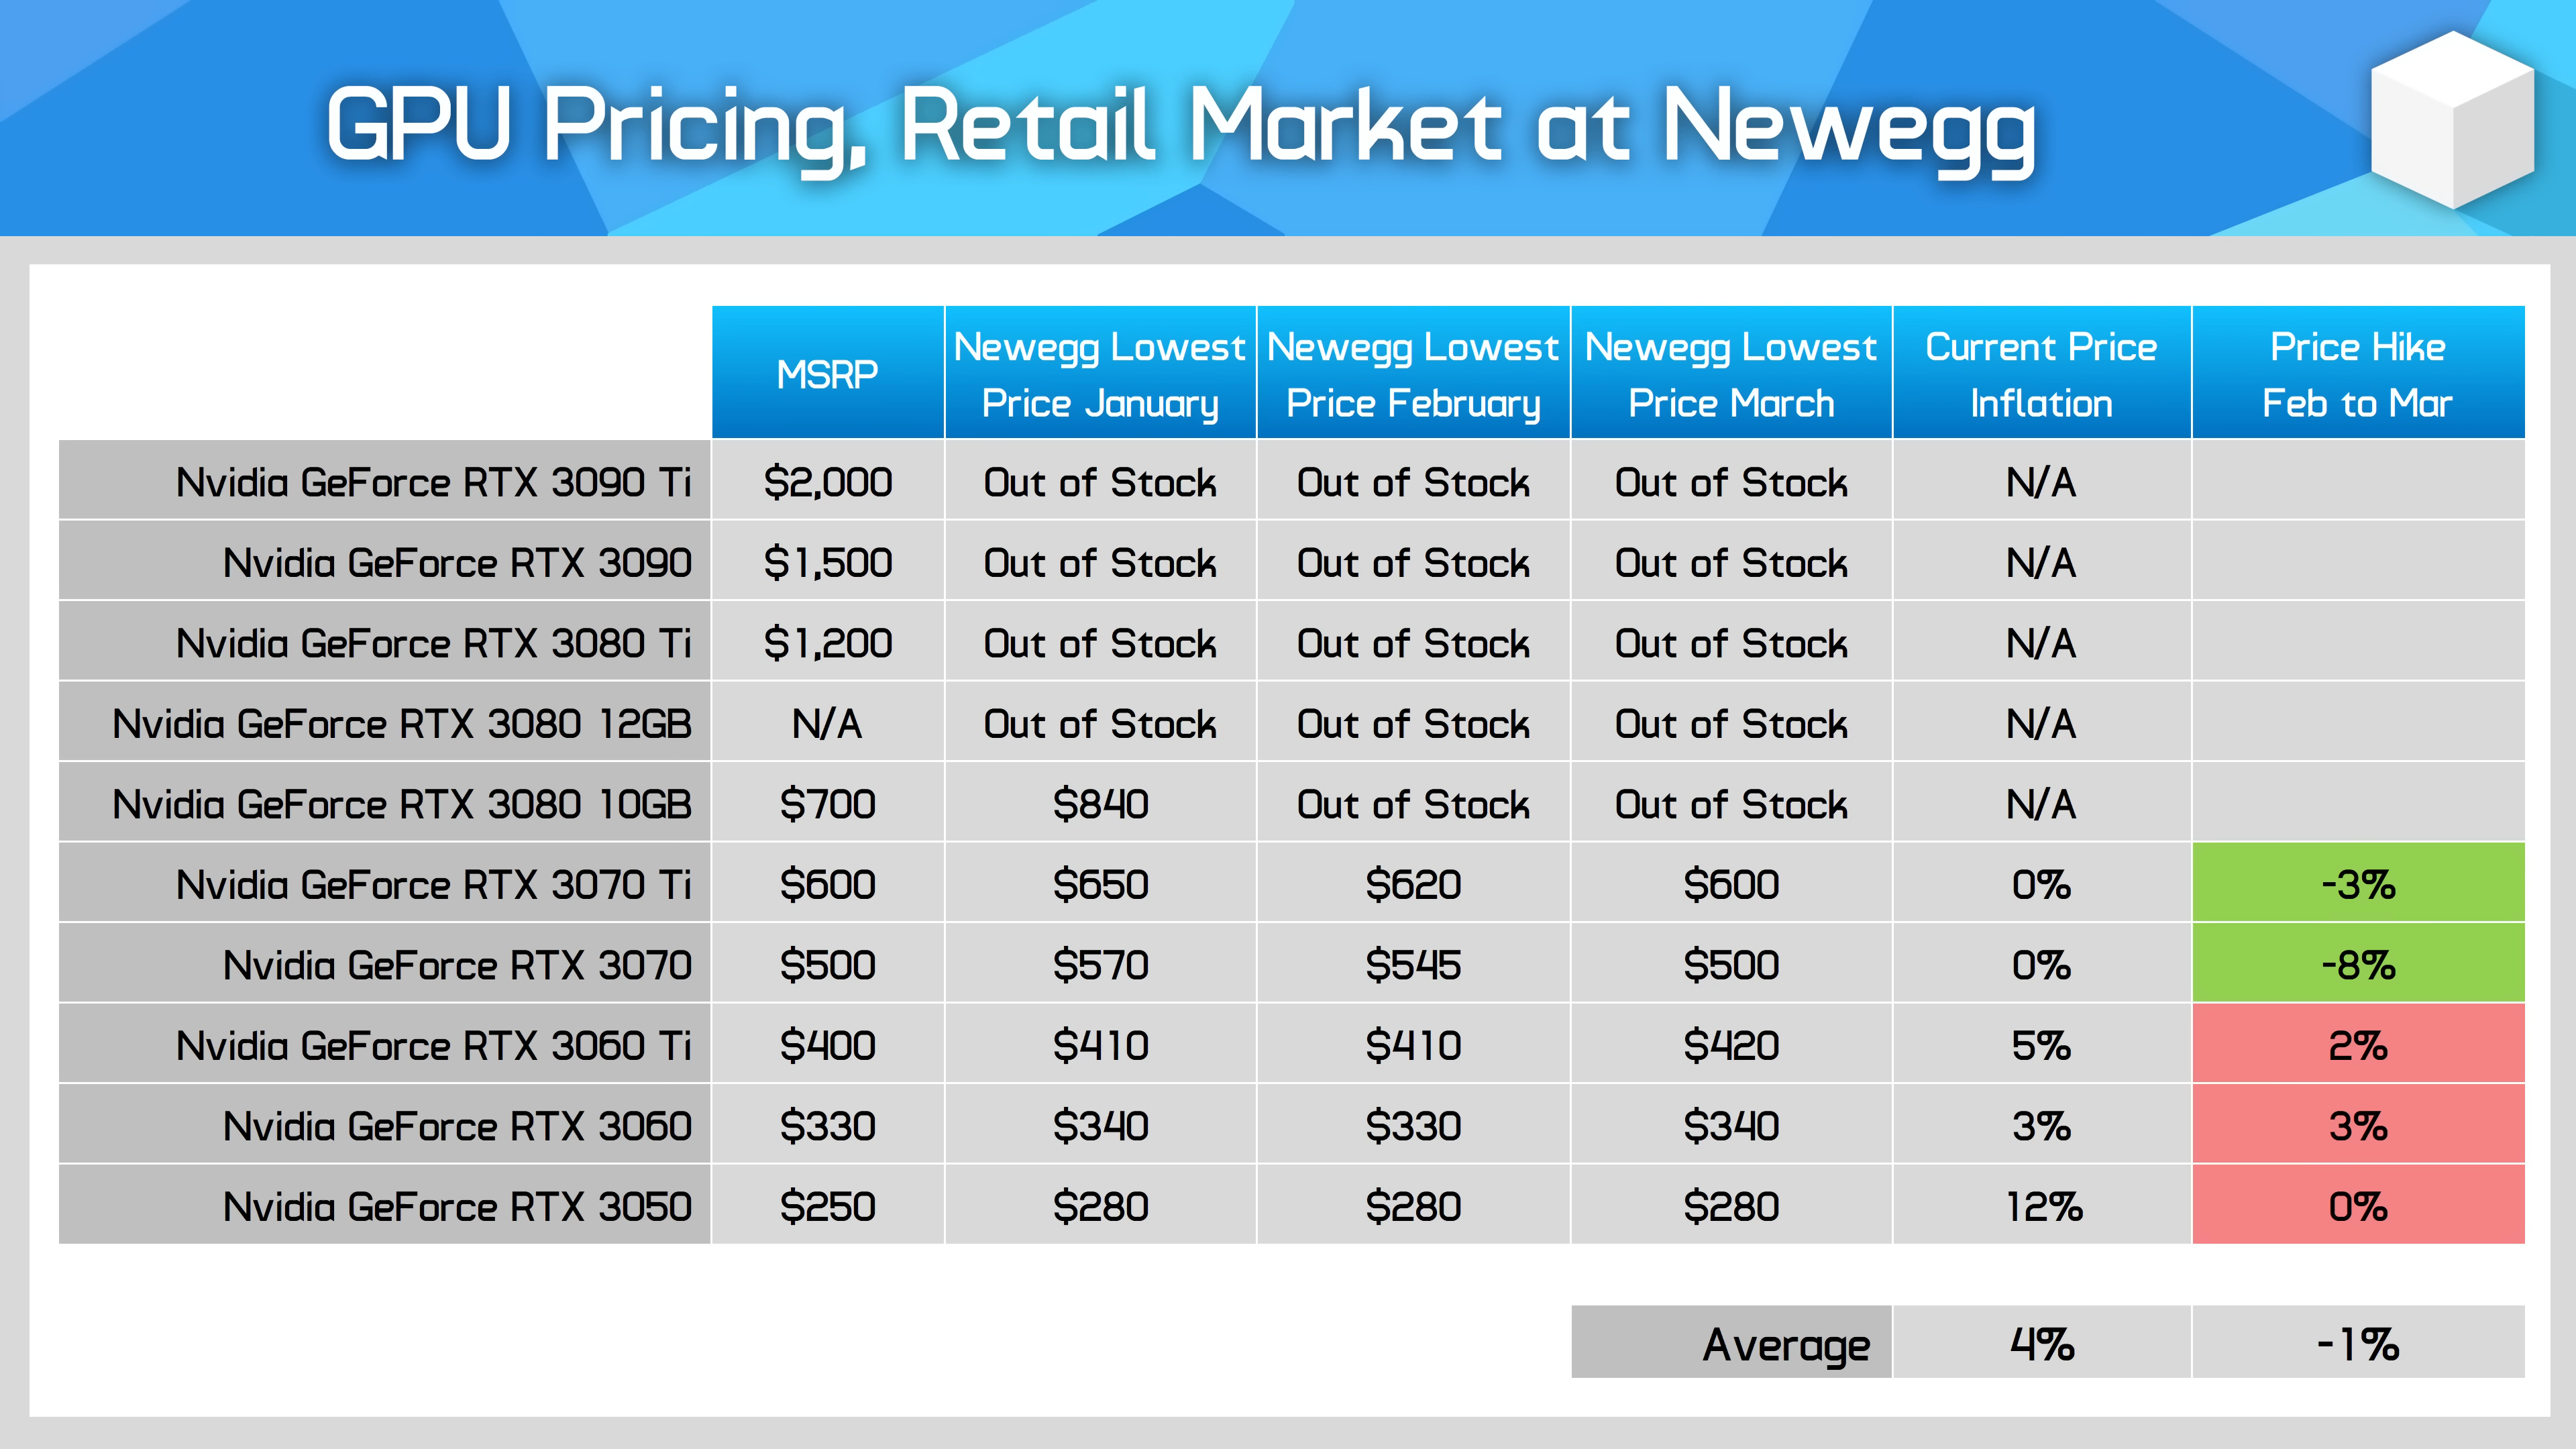 GPU Pricing, Retail Market at Newegg
MSRP Newegg Lowest Price January Newegg Lowest Price February Newegg Lowest Price March Current Price Inflation Price Hike Feb to Mar
Nvidia GeForce RTX 3090 Ti $2,000 Out of Stock Out of Stock Out of Stock N/A
Nvidia GeForce RTX 3090 $1,500 Out of Stock Out of Stock Out of Stock N/A
Nvidia GeForce RTX 3080 Ti $1,200 Out of Stock Out of Stock Out of Stock N/A
Nvidia GeForce RTX 3080 12GB N/A Out of Stock Out of Stock Out of Stock N/A
Nvidia GeForce RTX 3080 10GB $700 $840 Out of Stock Out of Stock N/A
Nvidia GeForce RTX 3070 Ti $600 $650 $620 $600 0% -3%
Nvidia GeForce RTX 3070 $500 $570 $545 $500 0% -8%
Nvidia GeForce RTX 3060 Ti $400 $410 $410 $420 5% 2%
Nvidia GeForce RTX 3060 $330 $340 $330 $340 3% 3%
Nvidia GeForce RTX 3050 $250 $280 $280 $280 12% 0%
Average 4% -1%